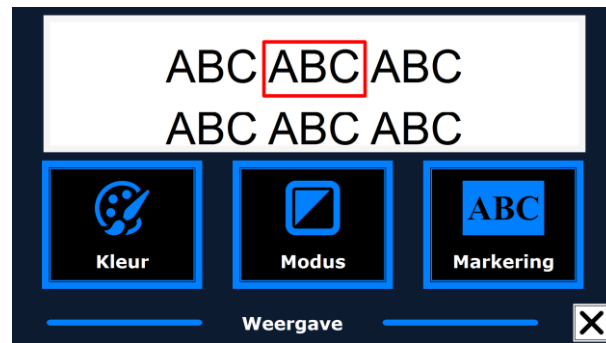 ABC ABC ABC
ABC ABC ABC
ABC
Kleur Modus Markering
Weergave